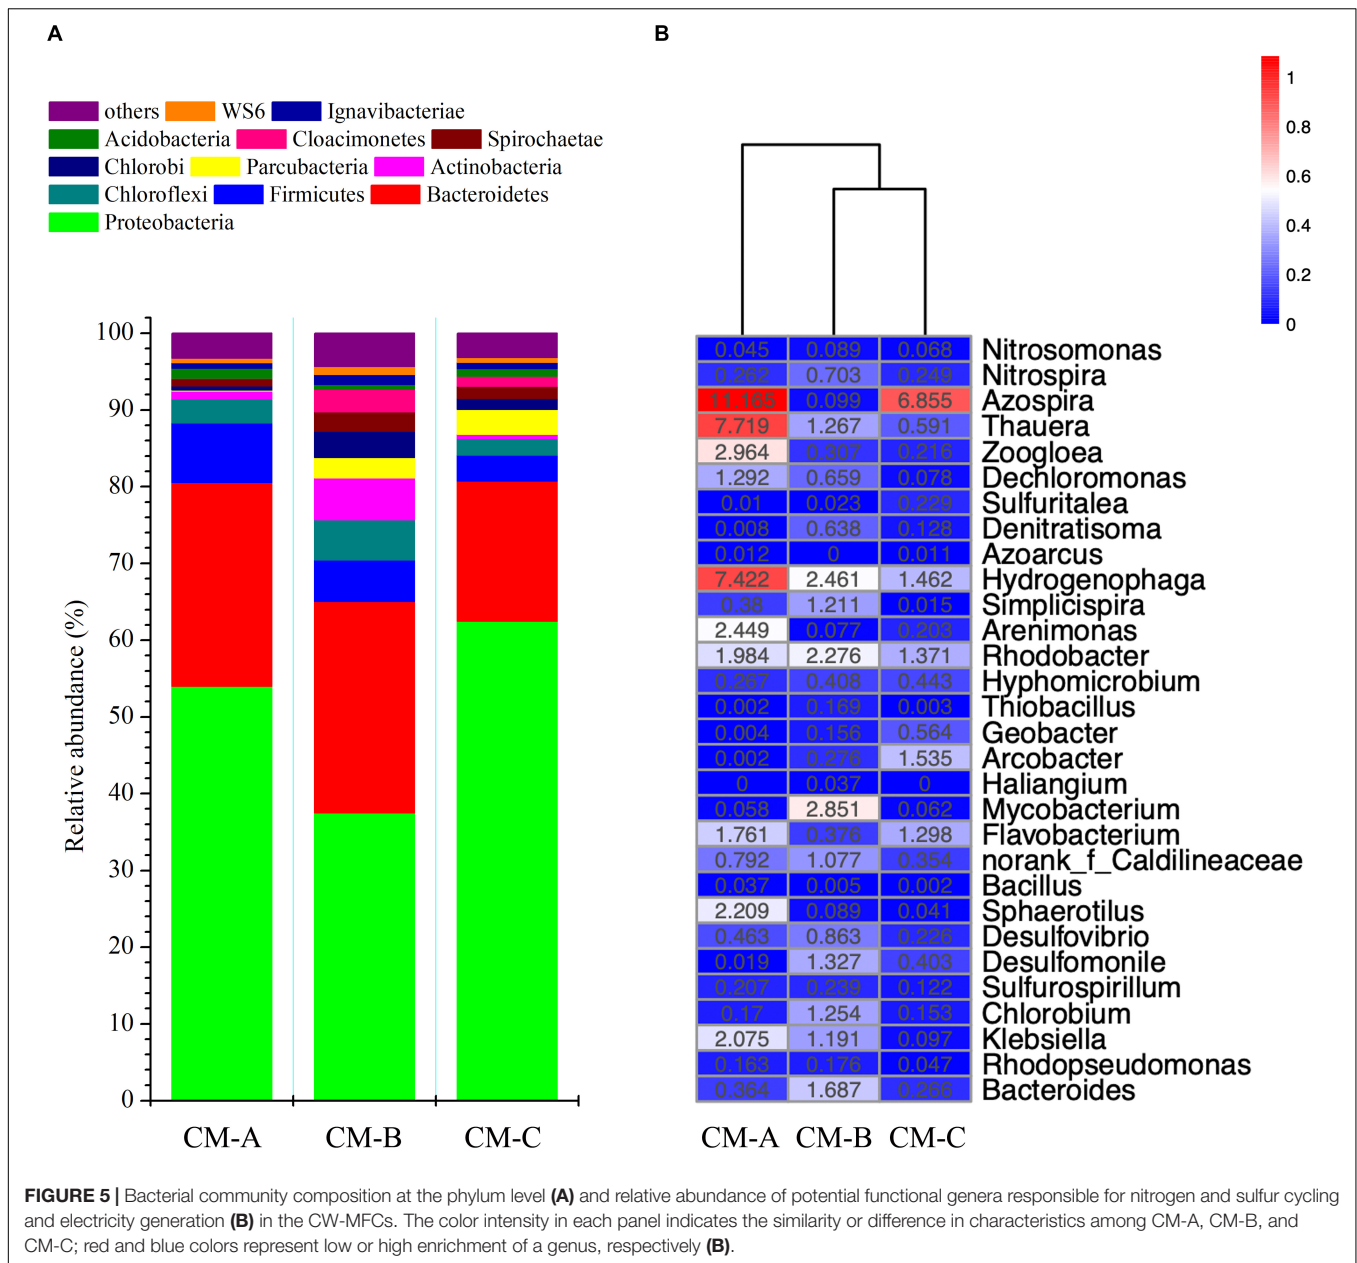 A
others WS6 Ignavibacteriae
Acidobacteria Cloacimonetes Spirochaetae
Chlorobi Parcubacteria Actinobacteria
Chloroflexi Firmicutes Bacteroidetes
Proteobacteria
Relative abundance (%)
100
90
80
70
60
50
40
30
20
10
0
CM-A CM-B CM-C
B
1
0.8
0.6
0.4
0.2
0
0.045 0.089 0.068 Nitrosomonas
0.262 0.703 0.249 Nitrospira
11.165 0.099 6.855 Azospira
7.719 1.267 0.591 Thauera
2.964 0.307 0.216 Zoogloea
1.292 0.659 0.078 Dechloromonas
0.01 0.023 0.229 Sulfuritalea
0.008 0.638 0.128 Denitratisoma
0.012 0 0.011 Azoarcus
7.422 2.461 1.462 Hydrogenophaga
0.38 1.211 0.015 Simplicispira
2.449 0.077 0.203 Arenimonas
1.984 2.276 1.371 Rhodobacter
0.267 0.408 0.443 Hyphomicrobium
0.002 0.169 0.003 Thiobacillus
0.004 0.156 0.564 Geobacter
0.002 0.276 1.535 Arcobacter
0 0.037 0 Haliangium
0.058 2.851 0.062 Mycobacterium
1.761 0.376 1.298 Flavobacterium
0.792 1.077 0.354 norank_f_Caldilineaceae
0.037 0.005 0.002 Bacillus
2.209 0.089 0.041 Sphaerotilus
0.463 0.863 0.226 Desulfovibrio
0.019 1.327 0.403 Desulfomonile
0.207 0.239 0.122 Sulfurospirillum
0.17 1.254 0.153 Chlorobium
2.075 1.191 0.097 Klebsiella
0.163 0.176 0.047 Rhodopseudomonas
0.364 1.687 0.266 Bacteroides
CM-A CM-B CM-C
FIGURE 5 | Bacterial community composition at the phylum level (A) and relative abundance of potential functional genera responsible for nitrogen and sulfur cycling
and electricity generation (B) in the CW-MFCs. The color intensity in each panel indicates the similarity or difference in characteristics among CM-A, CM-B, and
CM-C; red and blue colors represent low or high enrichment of a genus, respectively (B).